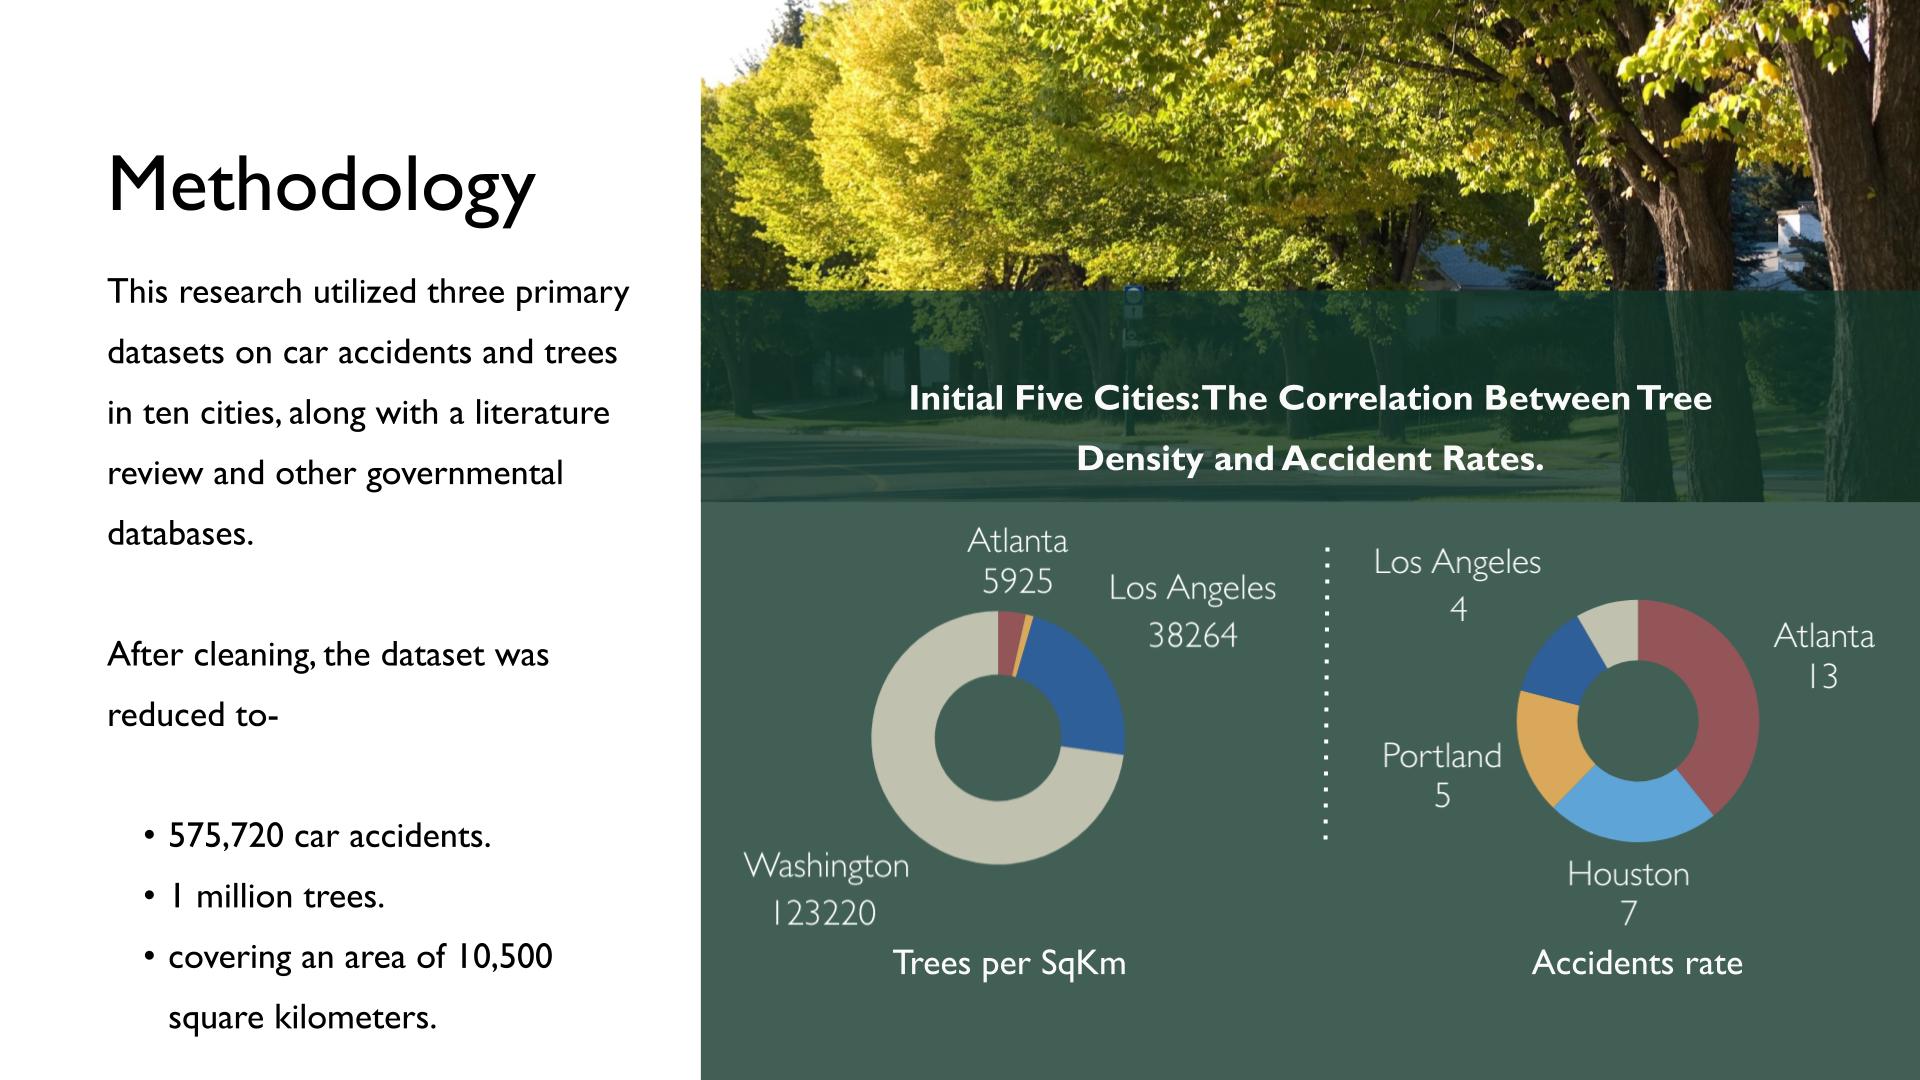 Methodology
This research utilized three primary
datasets on car accidents and trees
in ten cities, along with a literature
review and other governmental
databases.
After cleaning, the dataset was
reduced to-
• 575,720 car accidents.
• 1 million trees.
• covering an area of 10,500
square kilometers.
Initial Five Cities: The Correlation Between Tree
Density and Accident Rates.
Atlanta
5925
Los Angeles
38264
Washington
123220
Trees per SqKm
Los Angeles
4
Atlanta
13
Portland
5
Houston
7
Accidents rate